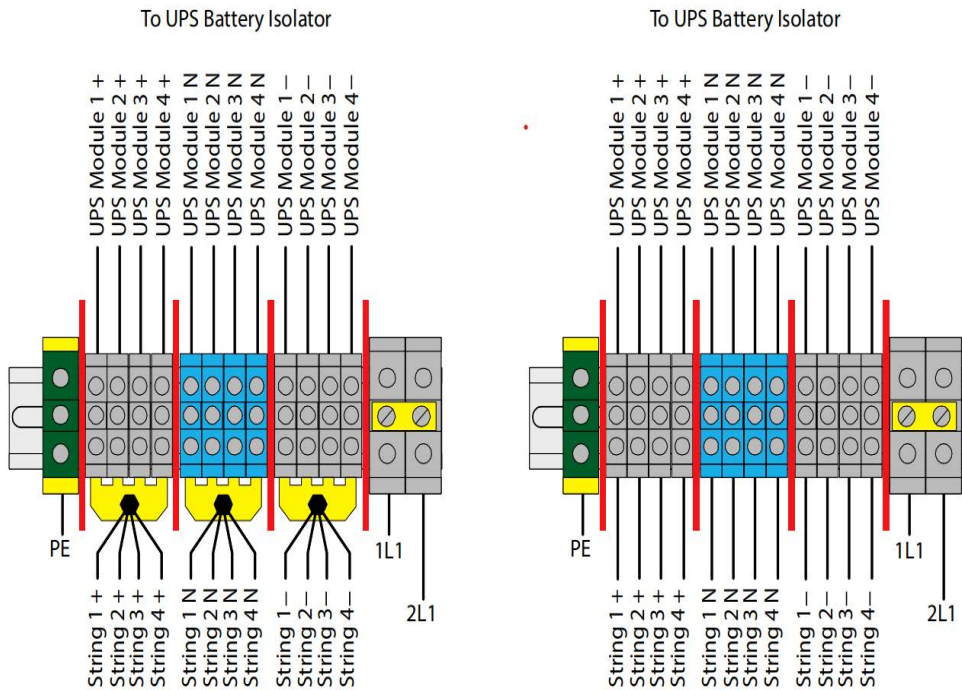 To UPS Battery Isolator
UPS Module 1 +
UPS Module 2 +
UPS Module 3 +
UPS Module 4 +
UPS Module 1 N
UPS Module 2 N
UPS Module 3 N
UPS Module 4 N
UPS Module 1 –
UPS Module 2 –
UPS Module 3 –
UPS Module 4 –
PE
1L1
2L1
String 1 +
String 2 +
String 3 +
String 4 +
String 1 N
String 2 N
String 3 N
String 4 N
String 1 –
String 2 –
String 3 –
String 4 –
To UPS Battery Isolator
UPS Module 1 +
UPS Module 2 +
UPS Module 3 +
UPS Module 4 +
UPS Module 1 N
UPS Module 2 N
UPS Module 3 N
UPS Module 4 N
UPS Module 1 –
UPS Module 2 –
UPS Module 3 –
UPS Module 4 –
PE
1L1
2L1
String 1 +
String 2 +
String 3 +
String 4 +
String 1 N
String 2 N
String 3 N
String 4 N
String 1 –
String 2 –
String 3 –
String 4 –